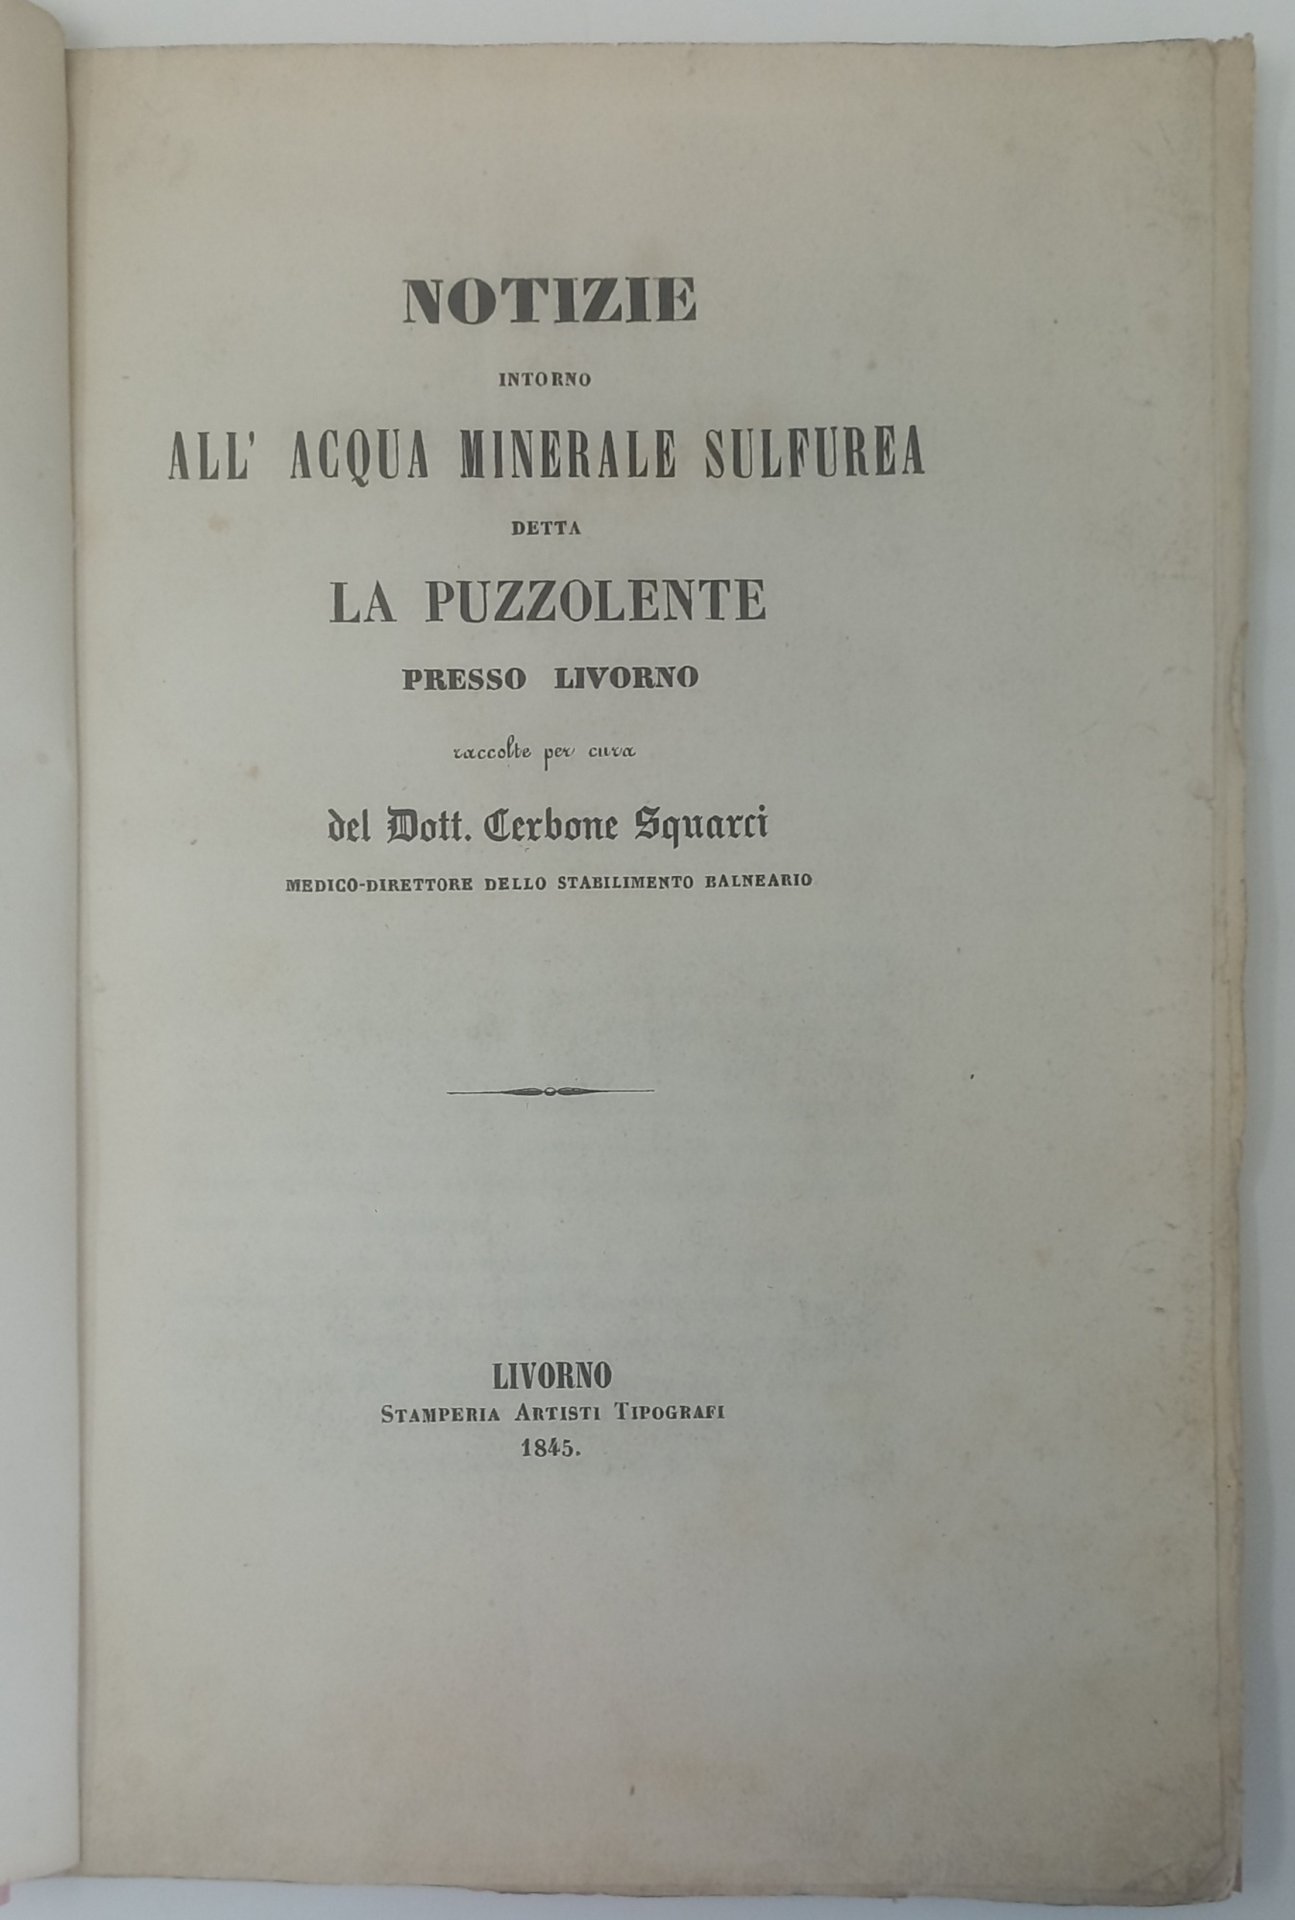 NOTIZIE
INTORNO
ALL' ACQUA MINERALE SULFUREA
DETTA
LA PUZZOLENTE
PRESSO LIVORNO
raccolte per cura
del Dott. Cerbone Squarci
MEDICO-DIRETTORE DELLO STABILIMENTO BALNEARIO
LIVORNO
STAMPERIA ARTISTI TIPOGRAFI
1845.